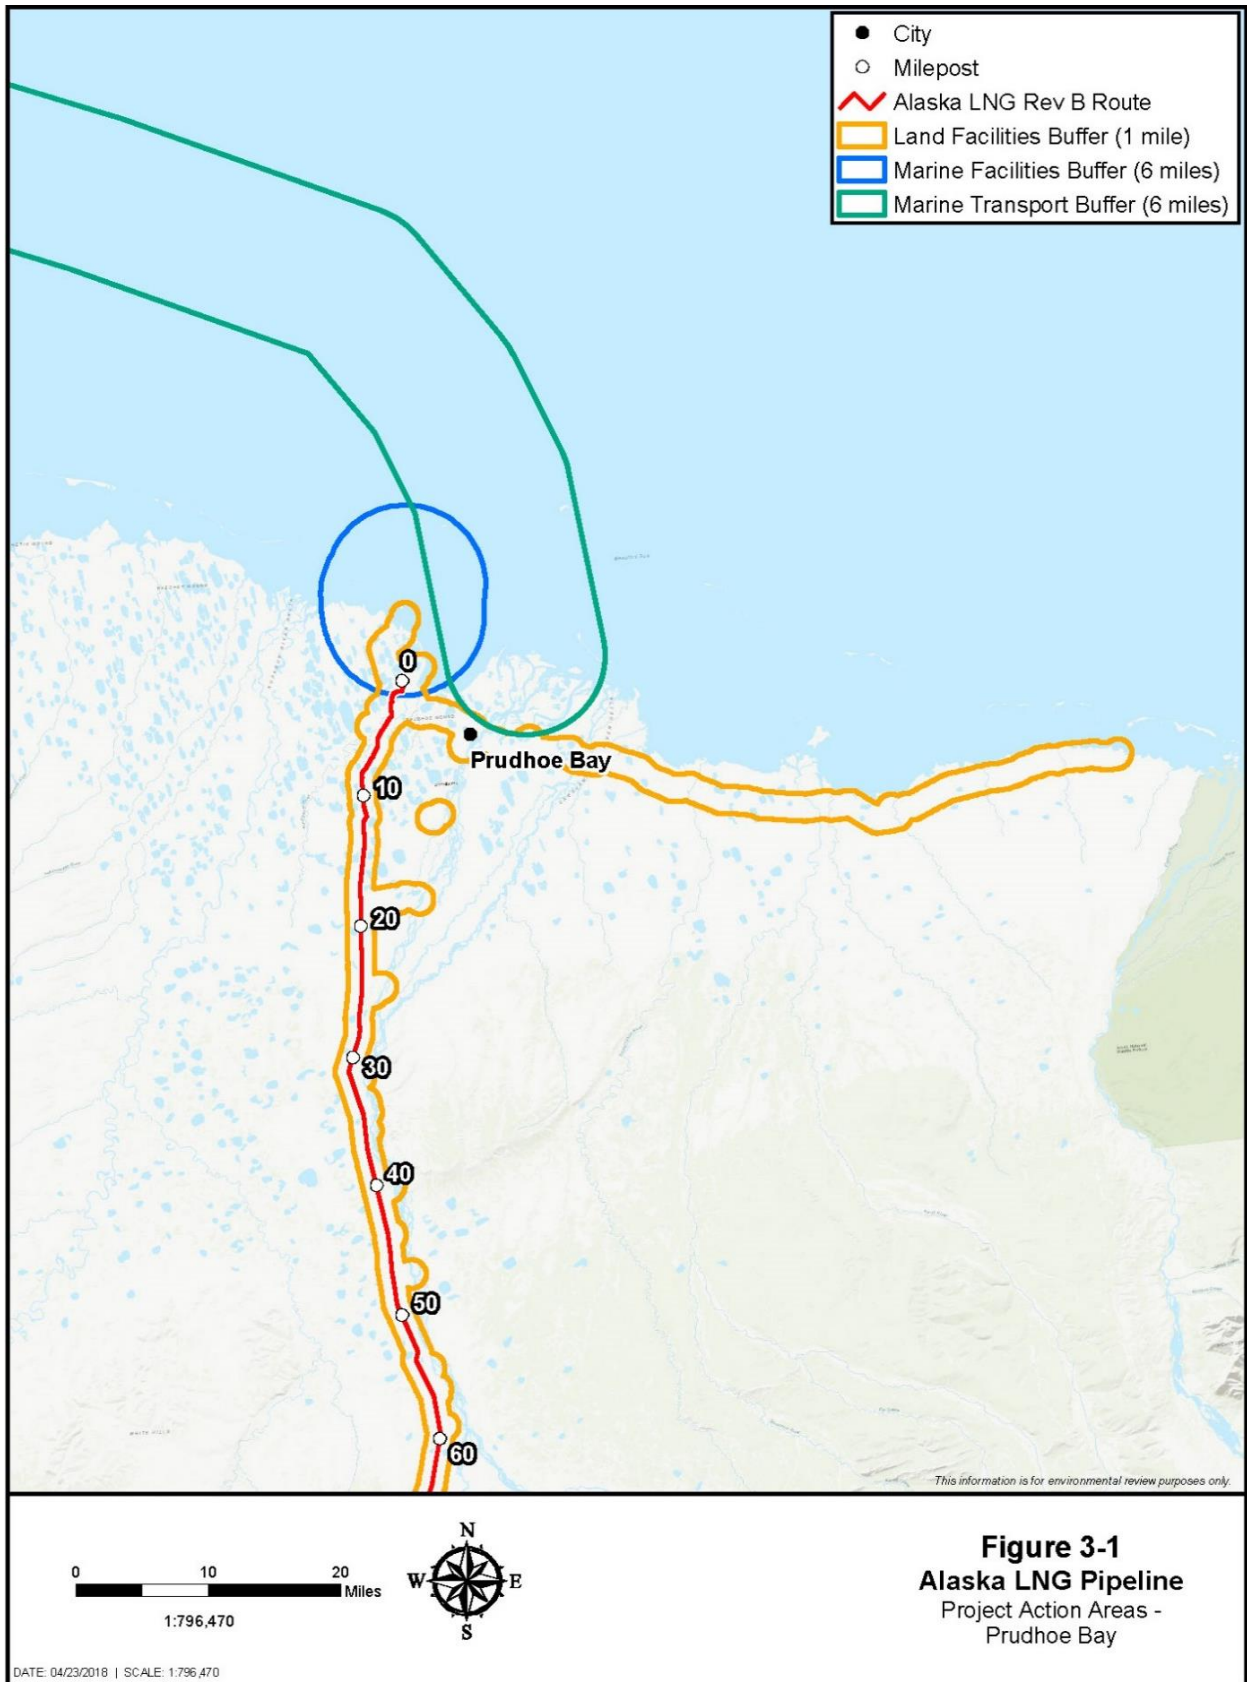 City
Milepost
Alaska LNG Rev B Route
Land Facilities Buffer (1 mile)
Marine Facilities Buffer (6 miles)
Marine Transport Buffer (6 miles)
0
Prudhoe Bay
10
20
30
40
50
60
This information is for environmental review purposes only.
0 10 20
Miles
1:796,470
N
W E
S
Figure 3-1
Alaska LNG Pipeline
Project Action Areas -
Prudhoe Bay
DATE: 04/23/2018 | SCALE: 1:796,470